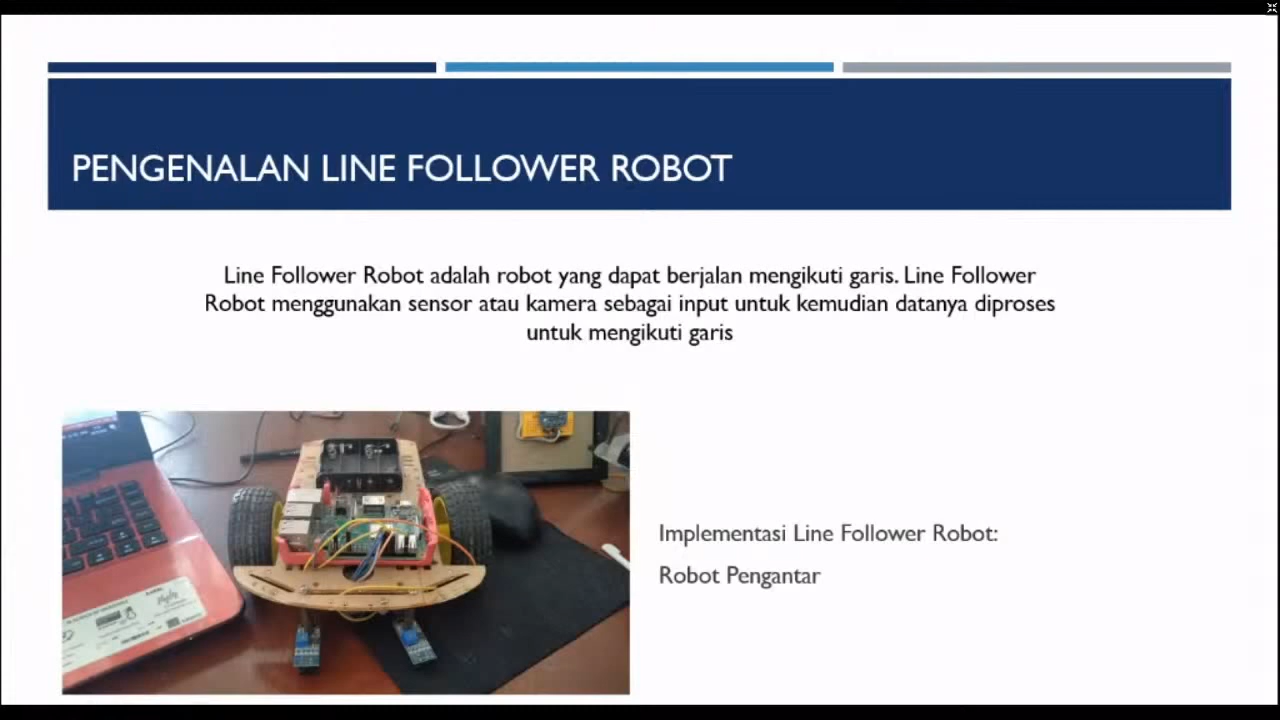 PENGENALAN LINE FOLLOWER ROBOT
Line Follower Robot adalah robot yang dapat berjalan mengikuti garis. Line Follower
Robot menggunakan sensor atau kamera sebagai input untuk kemudian datanya diproses
untuk mengikuti garis
Implementasi Line Follower Robot:
Robot Pengantar